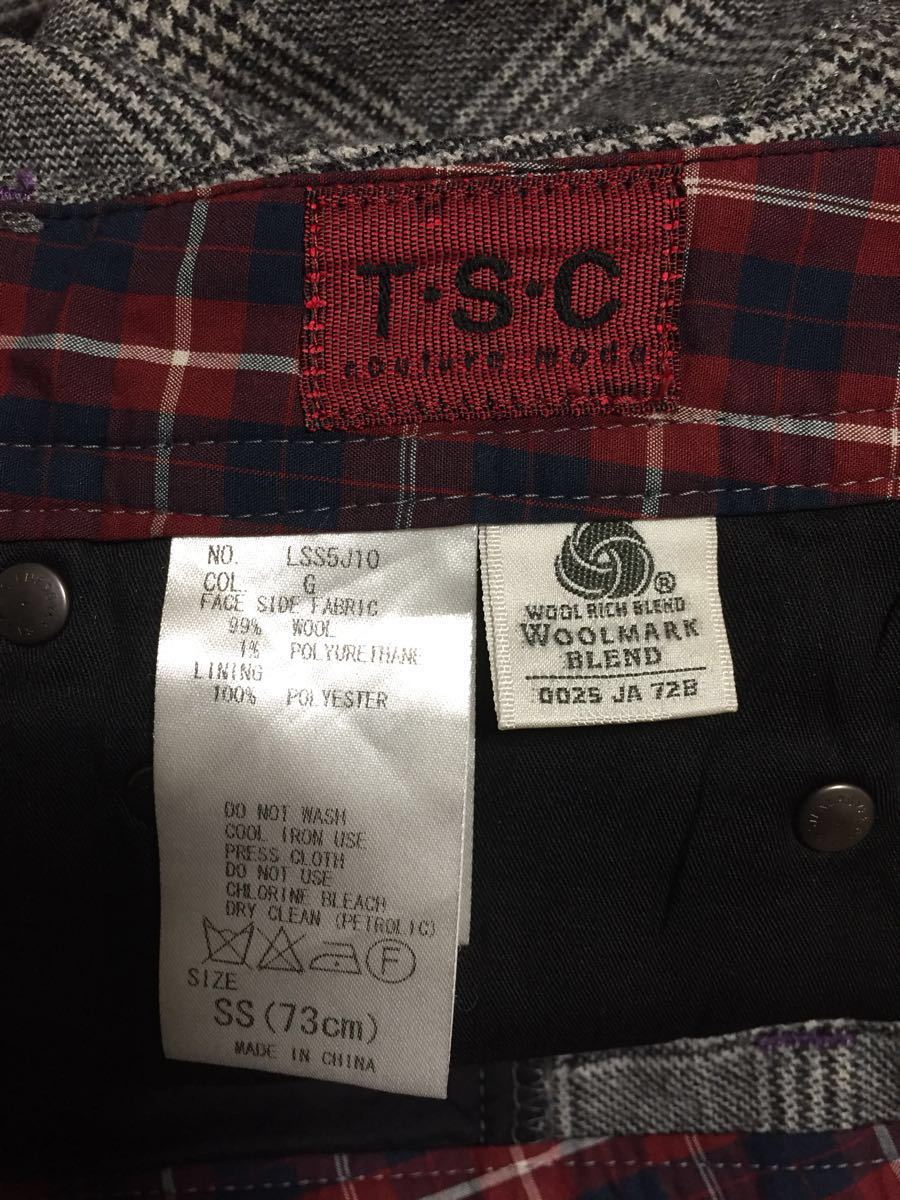 T·S·C
couture moda
NO. LSS5J10
COL. G
FACE SIDE FABRIC
99% WOOL
1% POLYURETHANE
LINING
100% POLYESTER
DO NOT WASH
COOL IRON USE
PRESS CLOTH
DO NOT USE
CHLORINE BLEACH
DRY CLEAN (PETROLIC)
F
SIZE
SS (73cm)
MADE IN CHINA
®
WOOL RICH BLEND
WOOLMARK
BLEND
0025 JA 72B